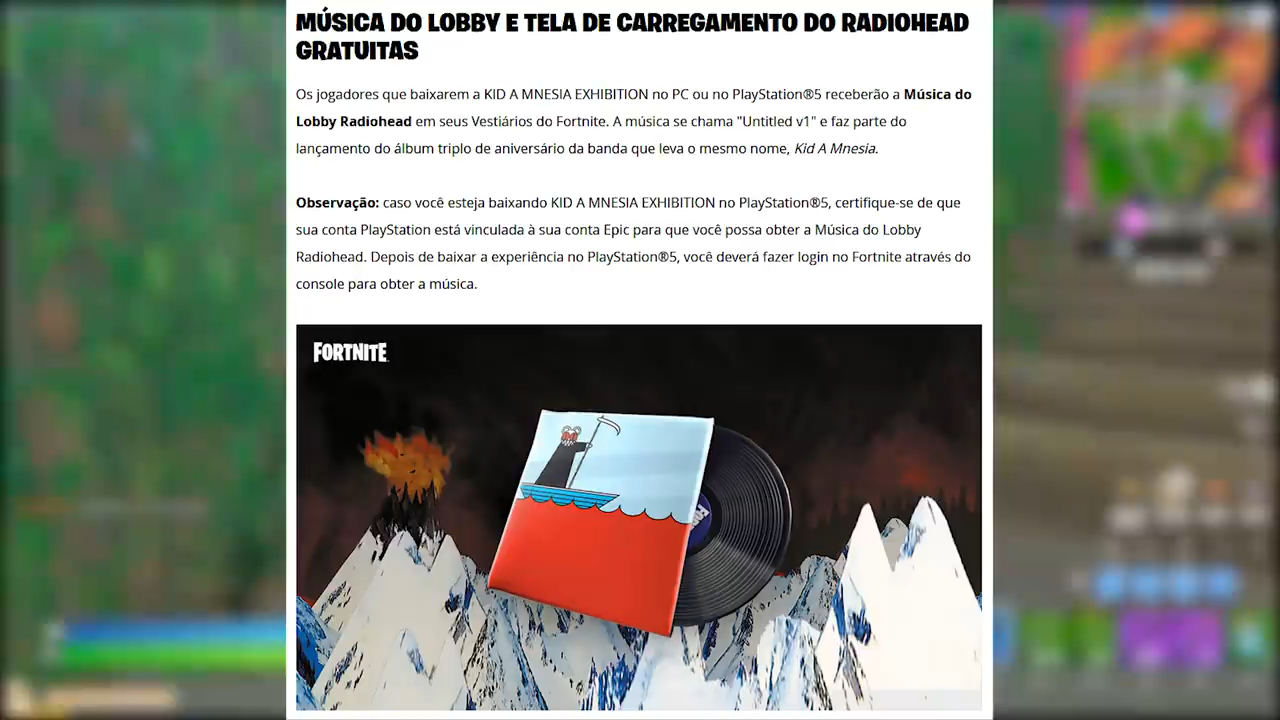 MÚSICA DO LOBBY E TELA DE CARREGAMENTO DO RADIOHEAD
GRATUITAS
Os jogadores que baixarem a KID A MNESIA EXHIBITION no PC ou no PlayStation®5 receberão a Música do
Lobby Radiohead em seus Vestiários do Fortnite. A música se chama "Untitled v1" e faz parte do
lançamento do álbum triplo de aniversário da banda que leva o mesmo nome, Kid A Mnesia.
Observação: caso você esteja baixando KID A MNESIA EXHIBITION no PlayStation®5, certifique-se de que
sua conta PlayStation está vinculada à sua conta Epic para que você possa obter a Música do Lobby
Radiohead. Depois de baixar a experiência no PlayStation®5, você deverá fazer login no Fortnite através do
console para obter a música.
FORTNITE